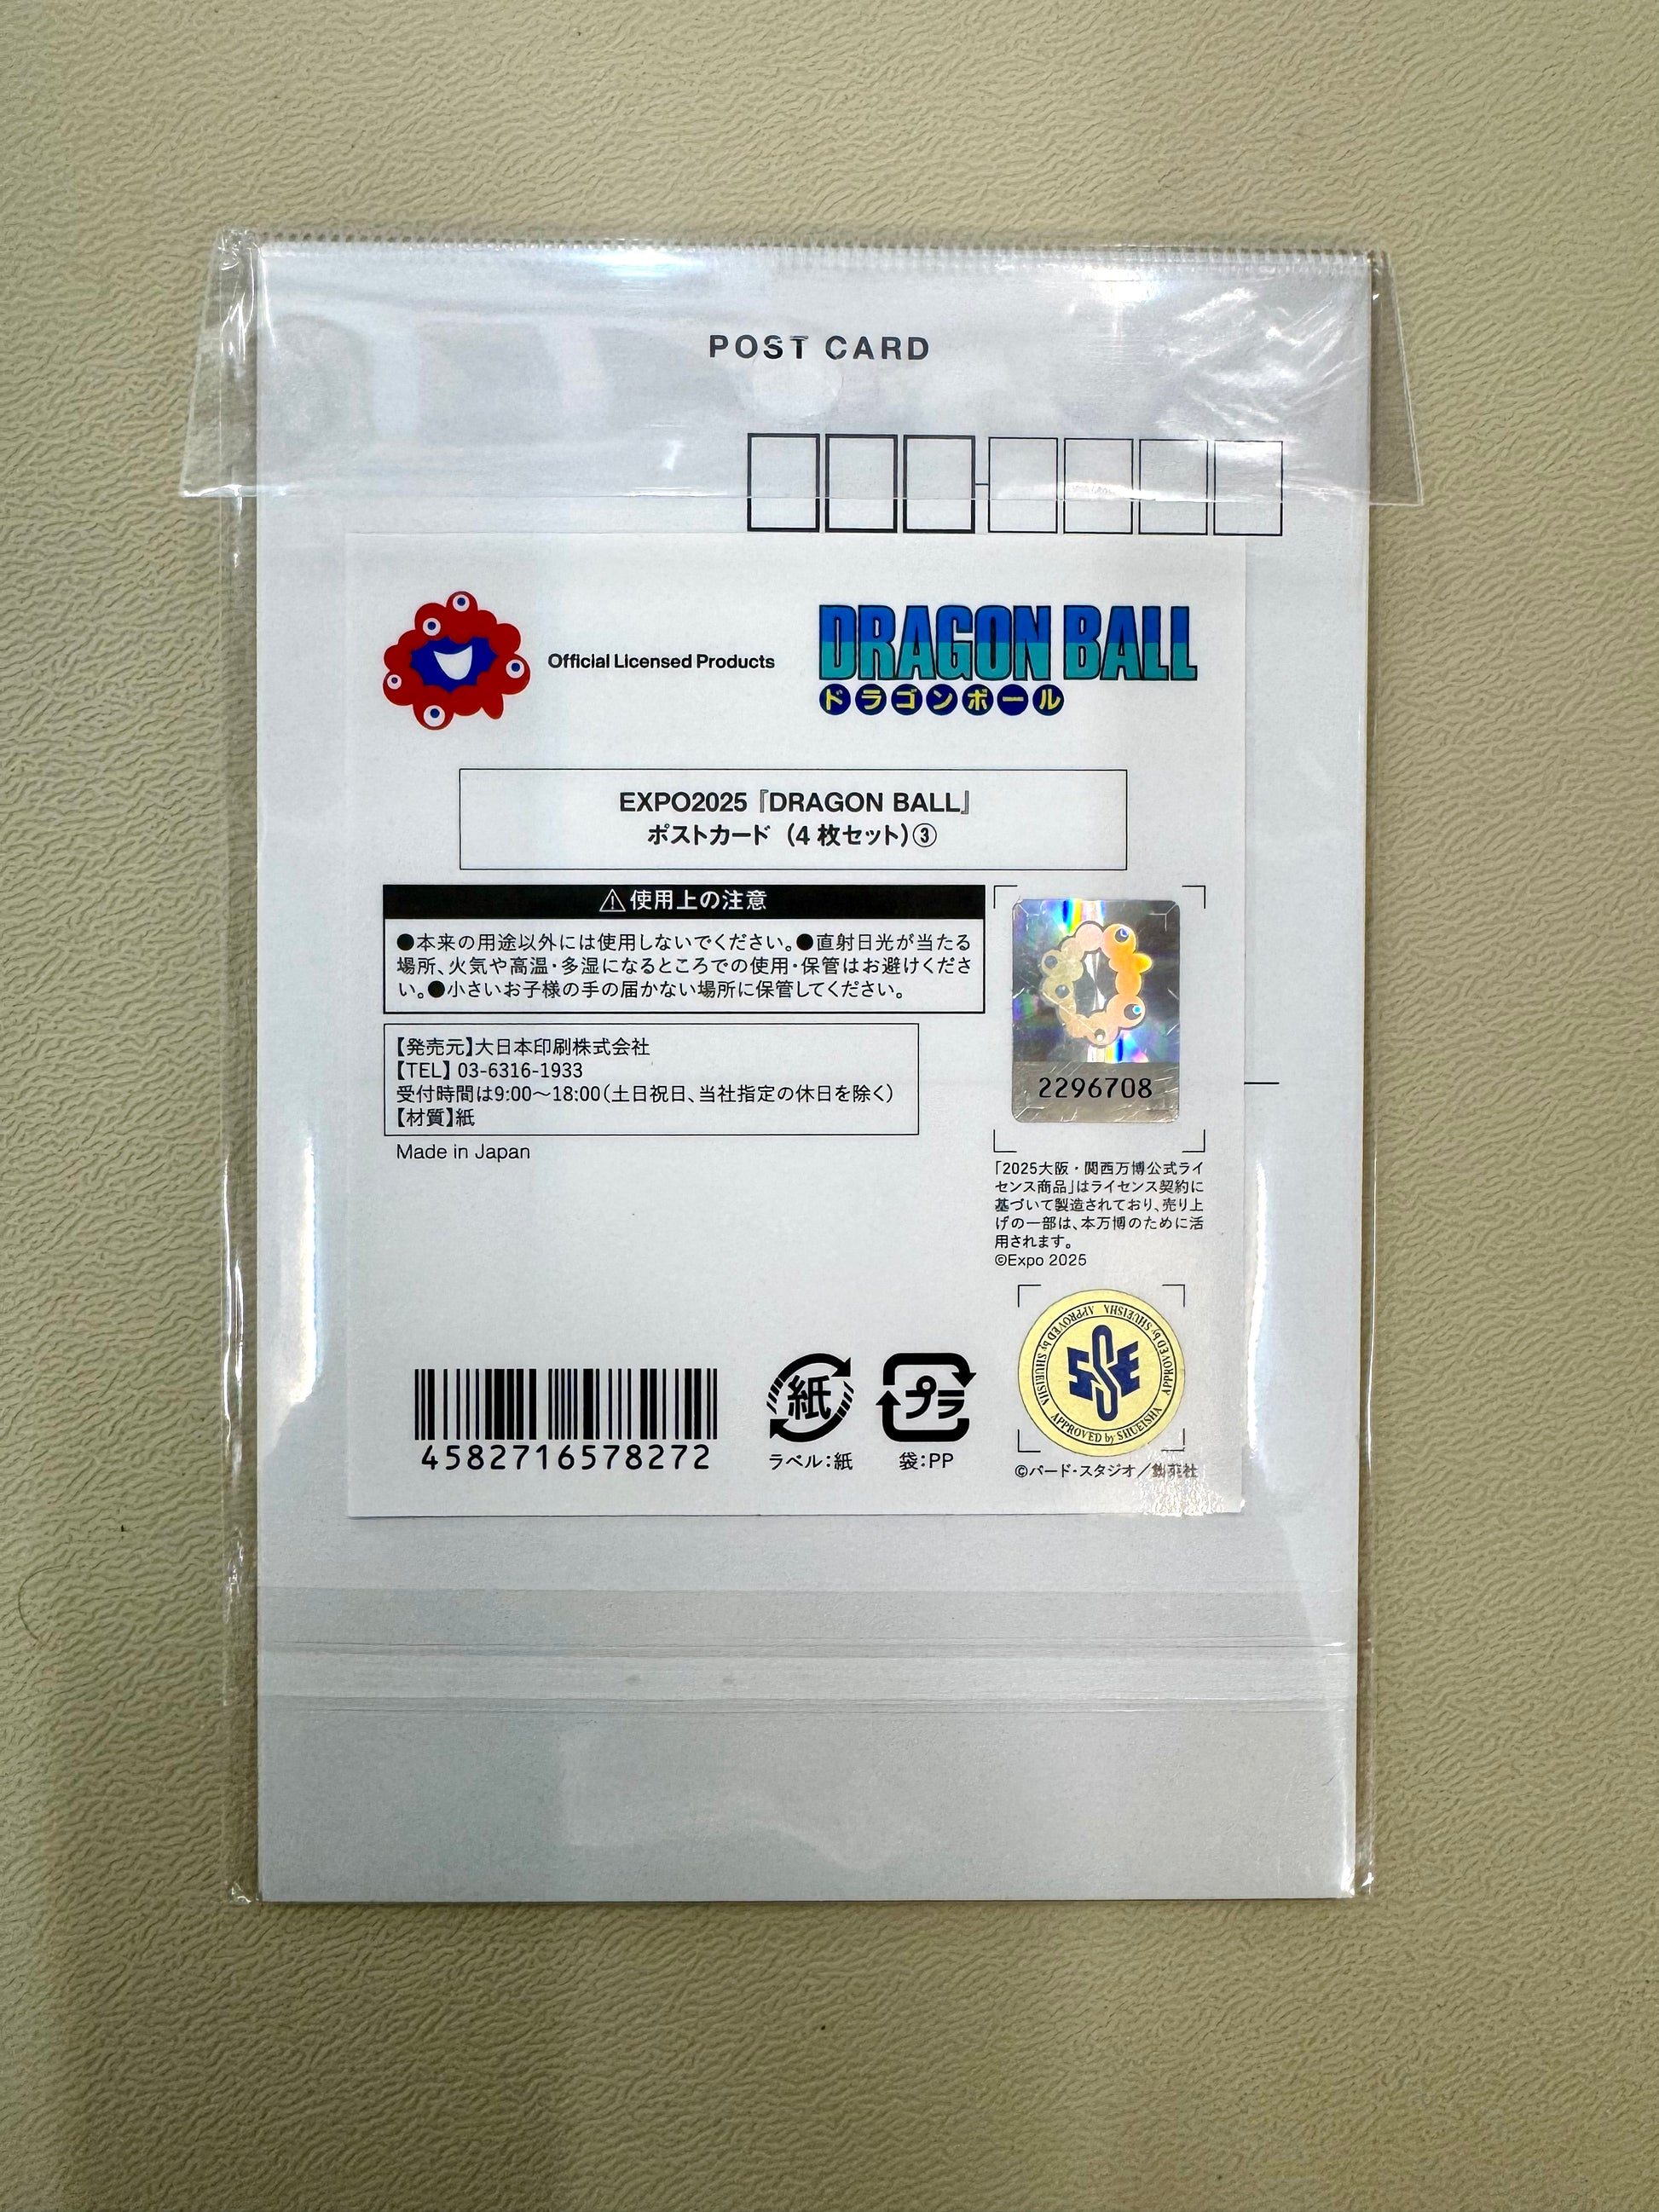 POST CARD
Official Licensed Products
DRAGON BALL
ドラゴンボール
EXPO2025『DRAGON BALL』
ポストカード（4枚セット）③
⚠使用上の注意
●本来の用途以外には使用しないでください。●直射日光が当たる
場所、火気や高温・多湿になるところでの使用・保管はお避けくださ
い。●小さいお子様の手の届かない場所に保管してください。
【発売元】大日本印刷株式会社
【TEL】03-6316-1933
受付時間は9:00～18:00（土日祝日、当社指定の休日を除く）
【材質】紙
Made in Japan
2296708
「2025大阪・関西万博公式ライ
センス商品」はライセンス契約に
基づいて製造されており、売り上
げの一部は、本万博のために活
用されます。
©Expo 2025
APPROVED by SHUEISHA APPROVED by SHUEISHA APPROVED by SHUEISHA
4582716578272
紙
ラベル：紙
プラ
袋：PP
©バード・スタジオ／集英社